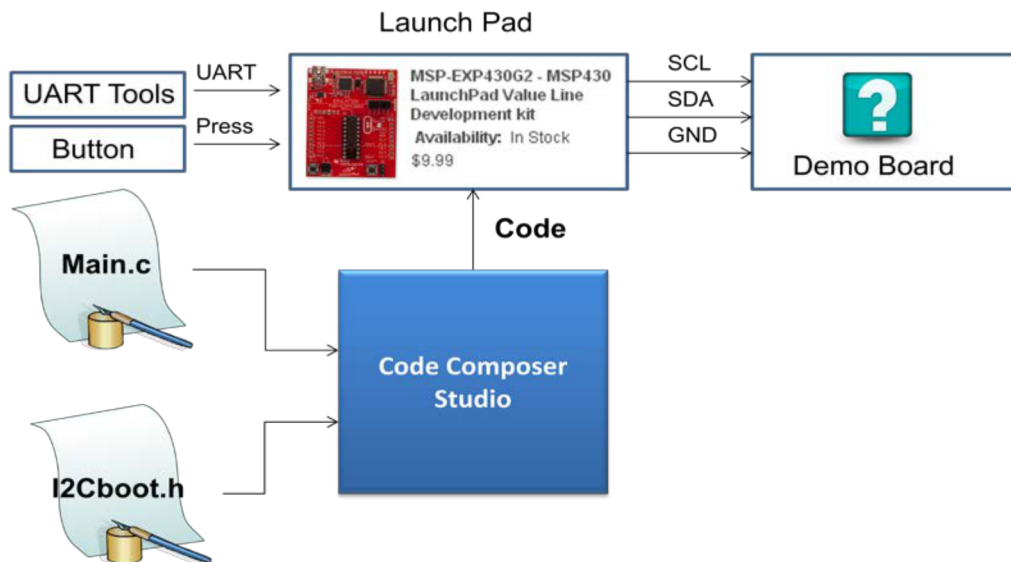 Launch Pad
UART Tools
Button
UART
Press
MSP-EXP430G2 - MSP430
LaunchPad Value Line
Development kit
Availability: In Stock
$9.99
SCL
SDA
GND
?
Demo Board
Code
Main.c
Code Composer
Studio
I2Cboot.h